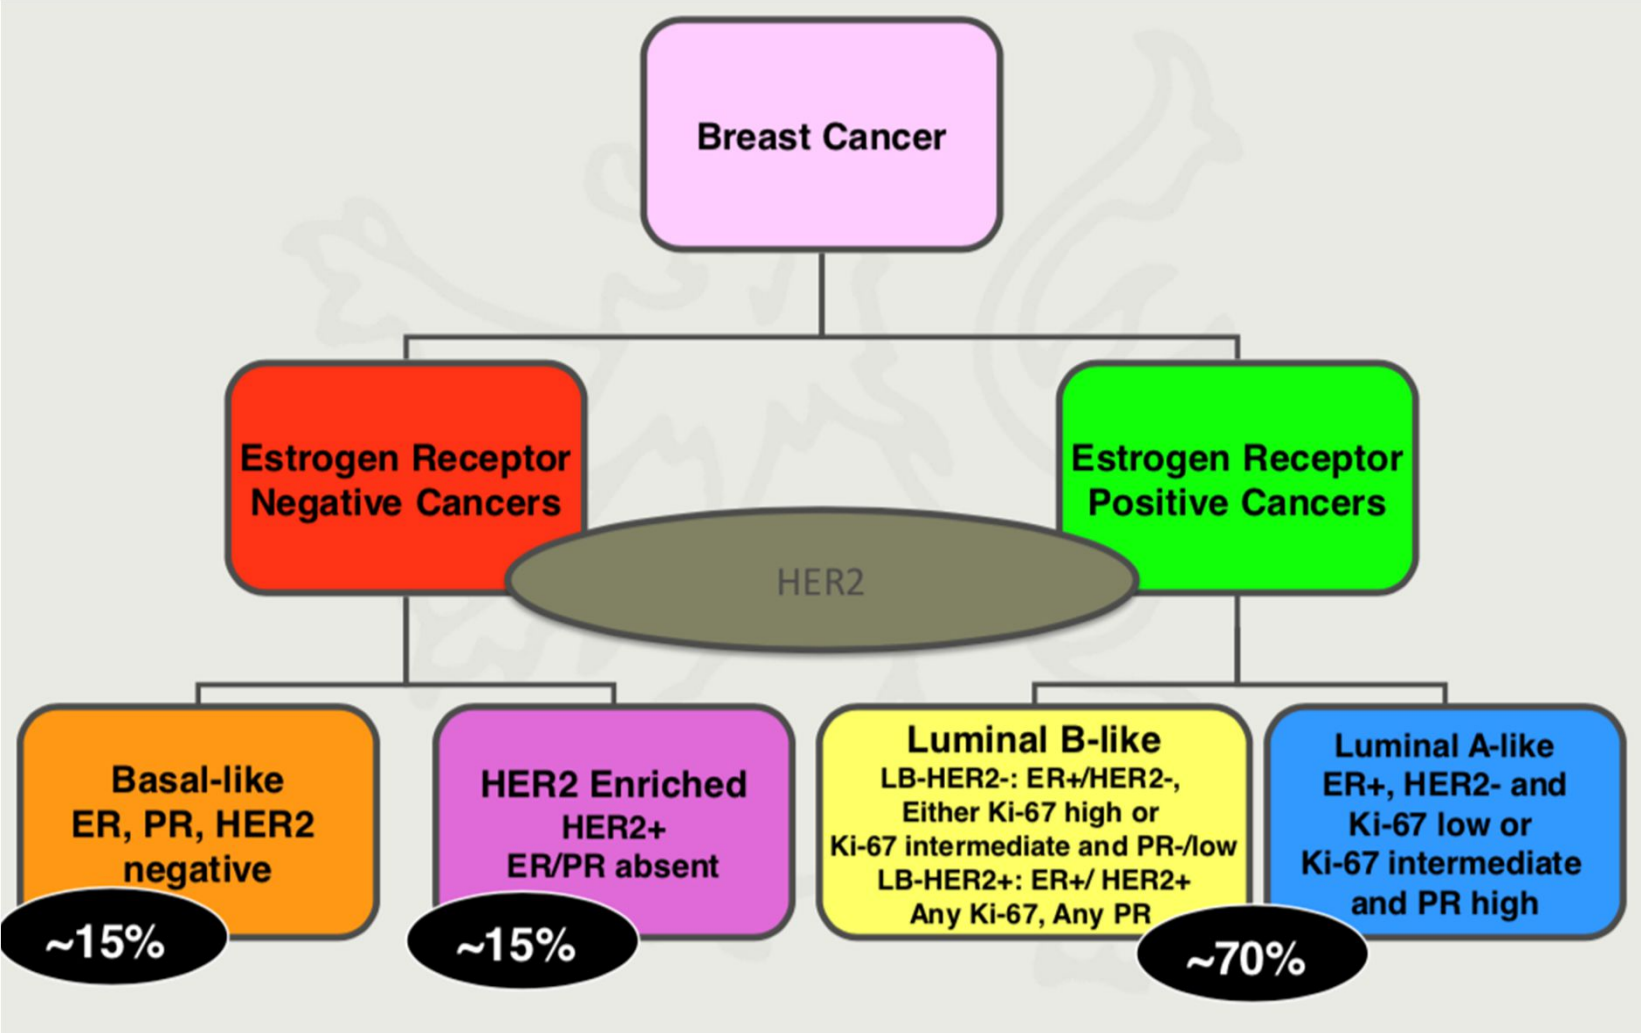 Breast Cancer
Estrogen Receptor
Negative Cancers
Estrogen Receptor
Positive Cancers
HER2
Basal-like
ER, PR, HER2
negative
~15%
HER2 Enriched
HER2+
ER/PR absent
~15%
Luminal B-like
LB-HER2-: ER+/HER2-,
Either Ki-67 high or
Ki-67 intermediate and PR-/low
LB-HER2+: ER+/ HER2+
Any Ki-67, Any PR
Luminal A-like
ER+, HER2- and
Ki-67 low or
Ki-67 intermediate
and PR high
~70%